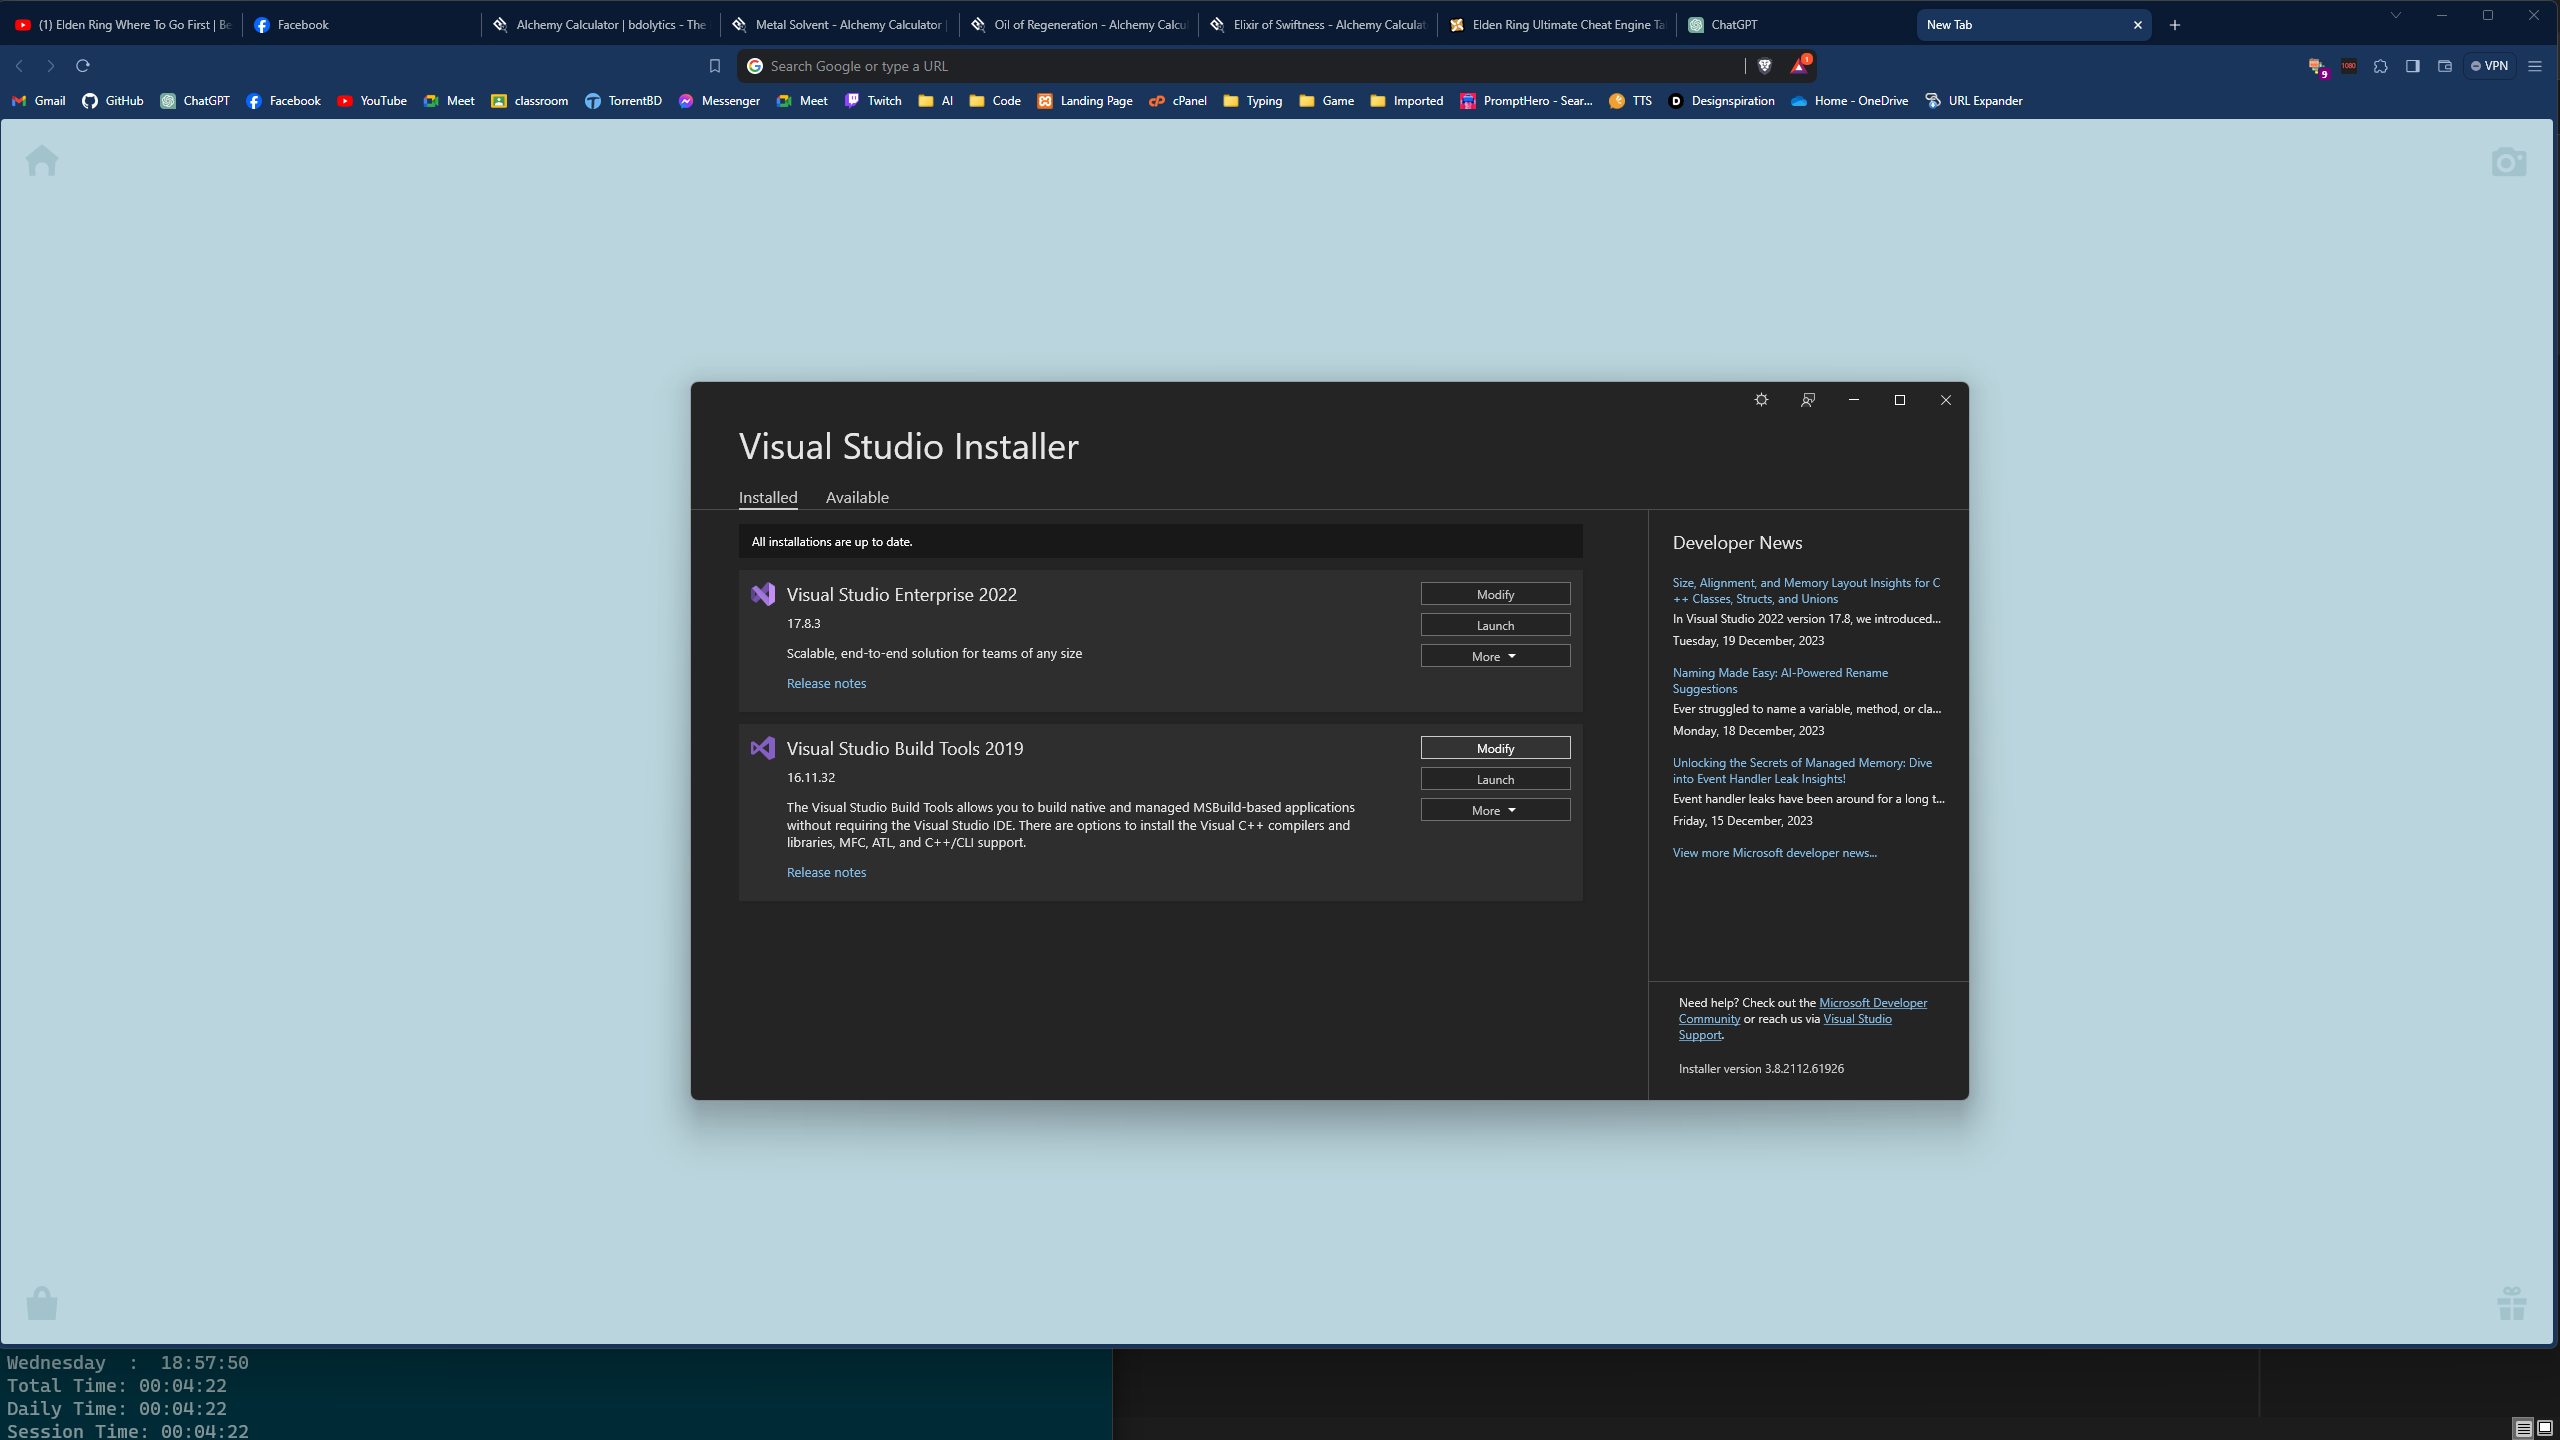 (1) Elden Ring Where To Go First | Be
Facebook
Alchemy Calculator | bdolytics - The
Metal Solvent - Alchemy Calculator |
Oil of Regeneration - Alchemy Calcu
Elixir of Swiftness - Alchemy Calculat
Elden Ring Ultimate Cheat Engine Ta
ChatGPT
New Tab
Search Google or type a URL
1
9
1080
VPN
Gmail
GitHub
ChatGPT
Facebook
YouTube
Meet
classroom
TorrentBD
Messenger
Meet
Twitch
AI
Code
Landing Page
cPanel
Typing
Game
Imported
PromptHero - Sear...
TTS
Designspiration
Home - OneDrive
URL Expander
Visual Studio Installer
Installed
Available
All installations are up to date.
Visual Studio Enterprise 2022
17.8.3
Scalable, end-to-end solution for teams of any size
Release notes
Modify
Launch
More
Visual Studio Build Tools 2019
16.11.32
The Visual Studio Build Tools allows you to build native and managed MSBuild-based applications
without requiring the Visual Studio IDE. There are options to install the Visual C++ compilers and
libraries, MFC, ATL, and C++/CLI support.
Release notes
Modify
Launch
More
Developer News
Size, Alignment, and Memory Layout Insights for C
++ Classes, Structs, and Unions
In Visual Studio 2022 version 17.8, we introduced...
Tuesday, 19 December, 2023
Naming Made Easy: AI-Powered Rename
Suggestions
Ever struggled to name a variable, method, or cla...
Monday, 18 December, 2023
Unlocking the Secrets of Managed Memory: Dive
into Event Handler Leak Insights!
Event handler leaks have been around for a long t...
Friday, 15 December, 2023
View more Microsoft developer news...
Need help? Check out the Microsoft Developer
Community or reach us via Visual Studio
Support.
Installer version 3.8.2112.61926
Wednesday  :  18:57:50
Total Time: 00:04:22
Daily Time: 00:04:22
Session Time: 00:04:22